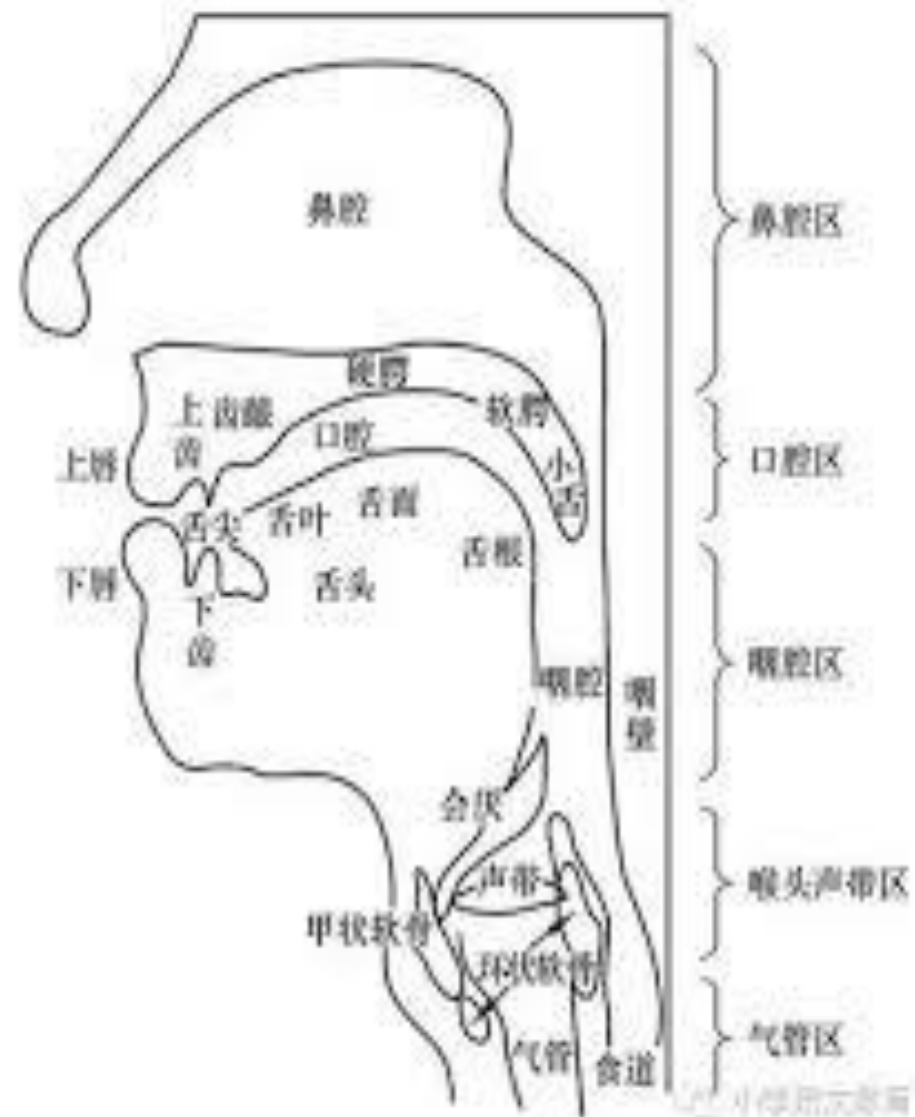 鼻腔
鼻腔区
硬腭
上齿
齿龈
软腭
口腔
小舌
口腔区
上唇
舌尖
舌叶
舌面
舌根
下唇
下齿
舌头
咽腔
咽壁
咽腔区
会厌
声带
喉头声带区
甲状软骨
环状软骨
气管
食道
气管区